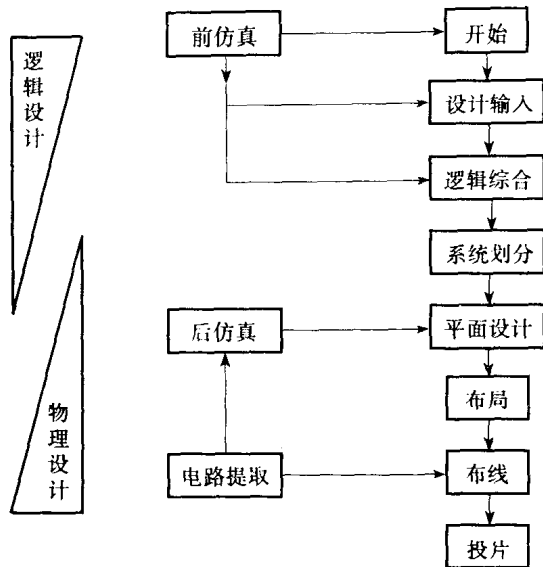 逻辑设计
物理设计
前仿真
开始
设计输入
逻辑综合
系统划分
后仿真
平面设计
布局
电路提取
布线
投片